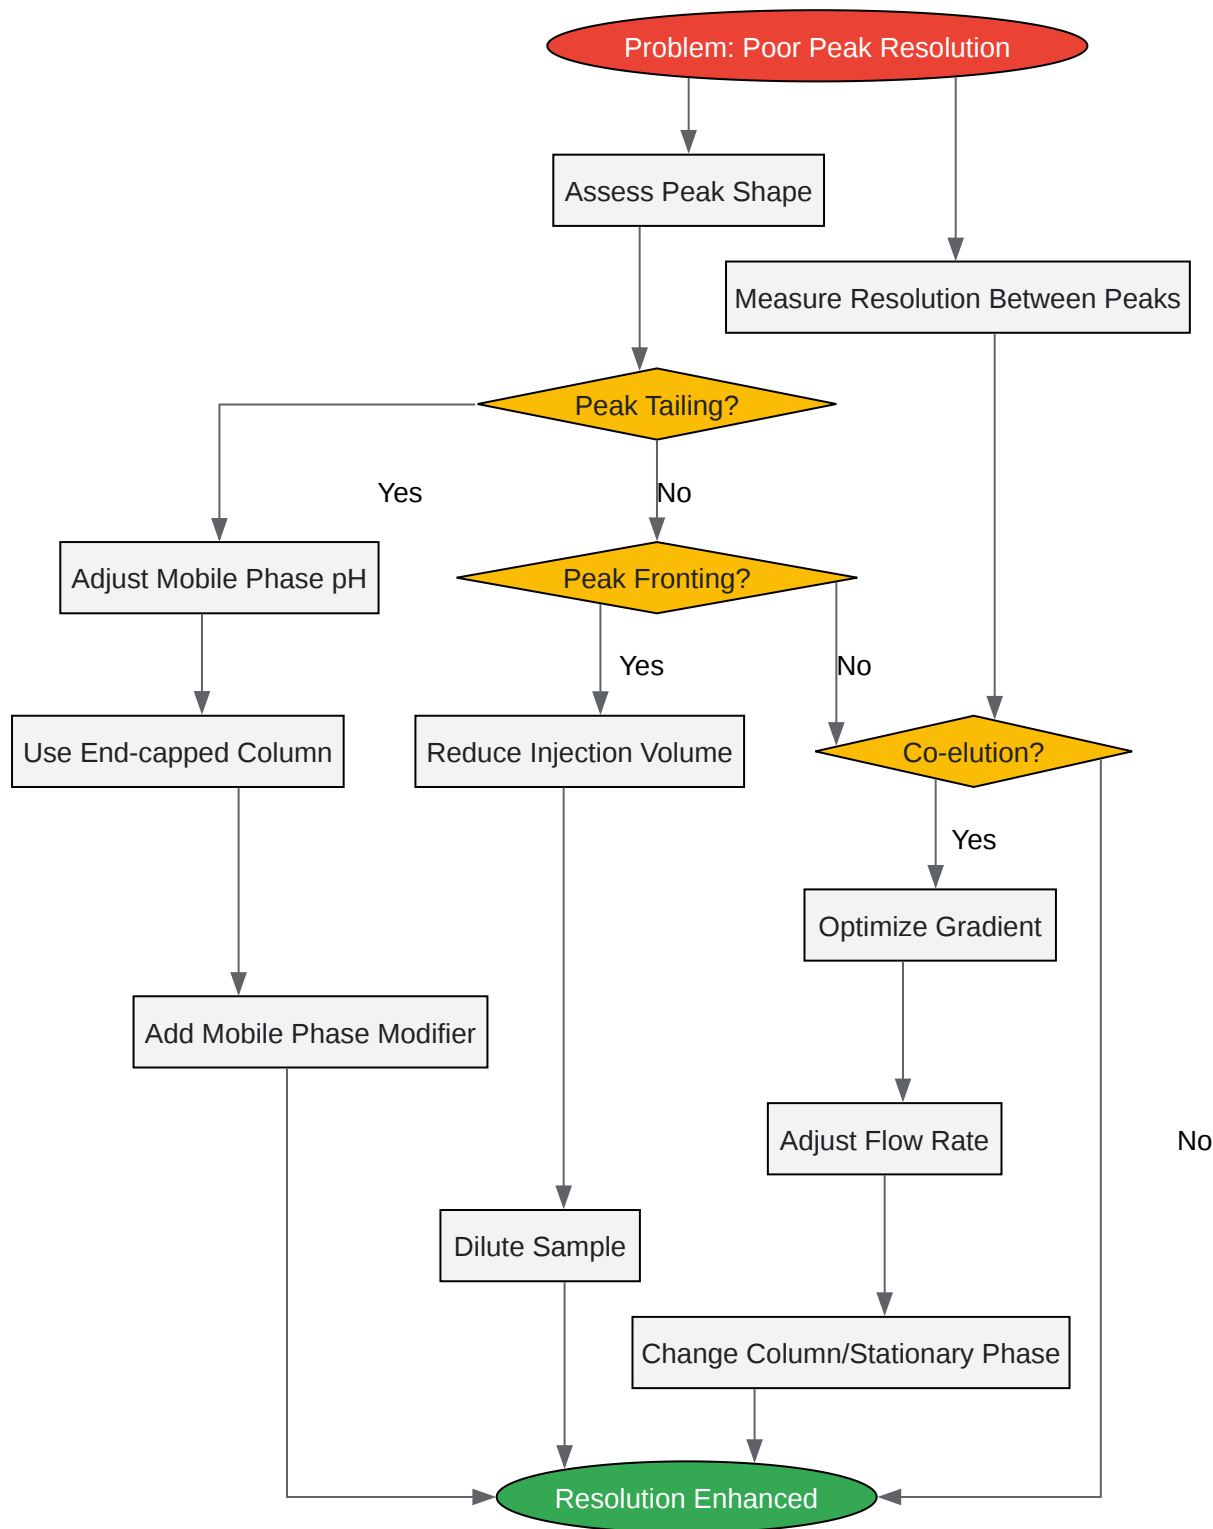 Problem: Poor Peak Resolution
Assess Peak Shape
Measure Resolution Between Peaks
Peak Tailing?
Yes
No
Adjust Mobile Phase pH
Peak Fronting?
Yes
No
Use End-capped Column
Reduce Injection Volume
Co-elution?
Yes
Optimize Gradient
Add Mobile Phase Modifier
Adjust Flow Rate
No
Dilute Sample
Change Column/Stationary Phase
Resolution Enhanced